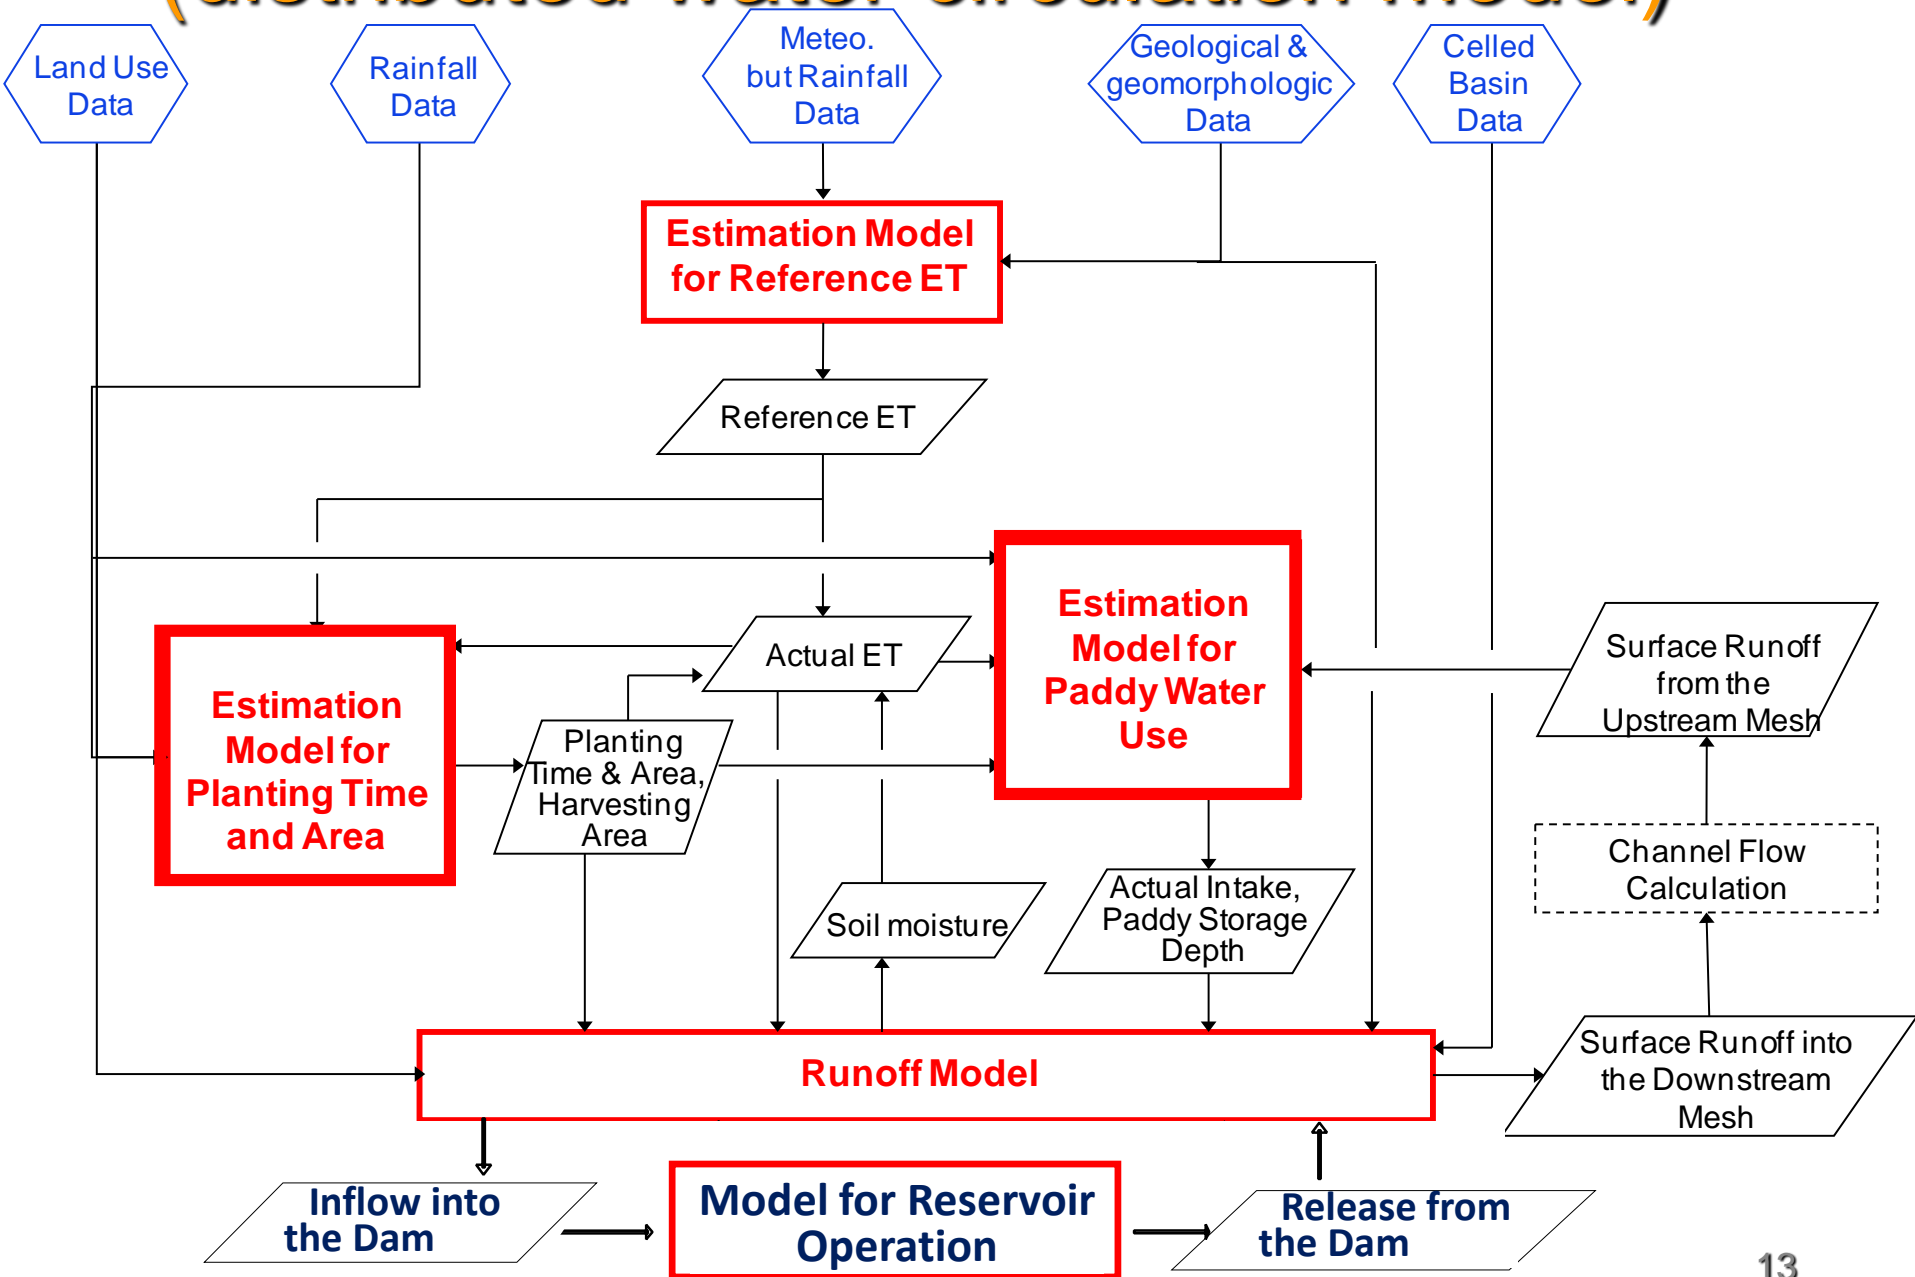 (distributed water circulation model)
Land Use
Data
Rainfall
Data
Meteo.
but Rainfall
Data
Geological &
geomorphologic
Data
Celled
Basin
Data
Estimation Model
for Reference ET
Reference ET
Estimation
Model for
Planting Time
and Area
Planting
Time & Area,
Harvesting
Area
Actual ET
Soil moisture
Estimation
Model for
Paddy Water
Use
Actual Intake,
Paddy Storage
Depth
Surface Runoff
from the
Upstream Mesh
Channel Flow
Calculation
Surface Runoff into
the Downstream
Mesh
Runoff Model
Inflow into
the Dam
Model for Reservoir
Operation
Release from
the Dam
13